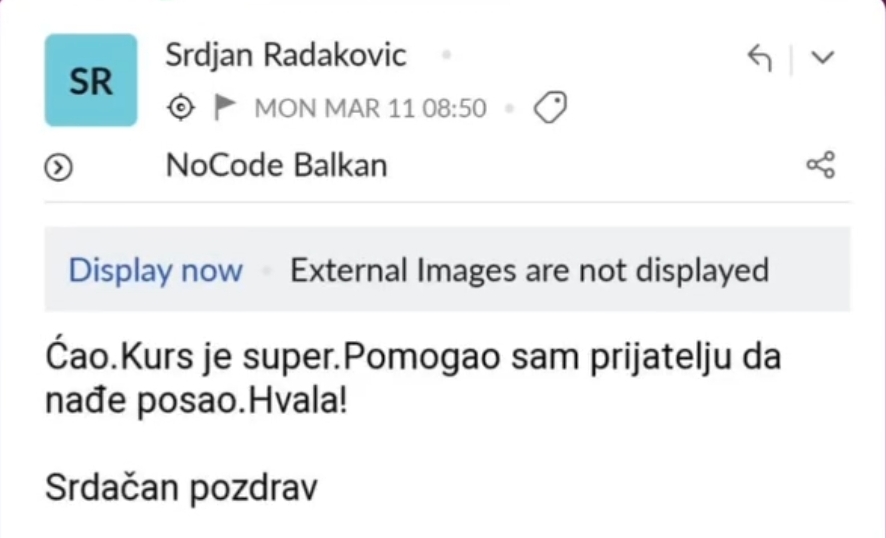 SR
Srdjan Radakovic
MON MAR 11 08:50
NoCode Balkan
Display now External Images are not displayed
Ćao.Kurs je super.Pomogao sam prijatelju da
nađe posao.Hvala!
Srdačan pozdrav